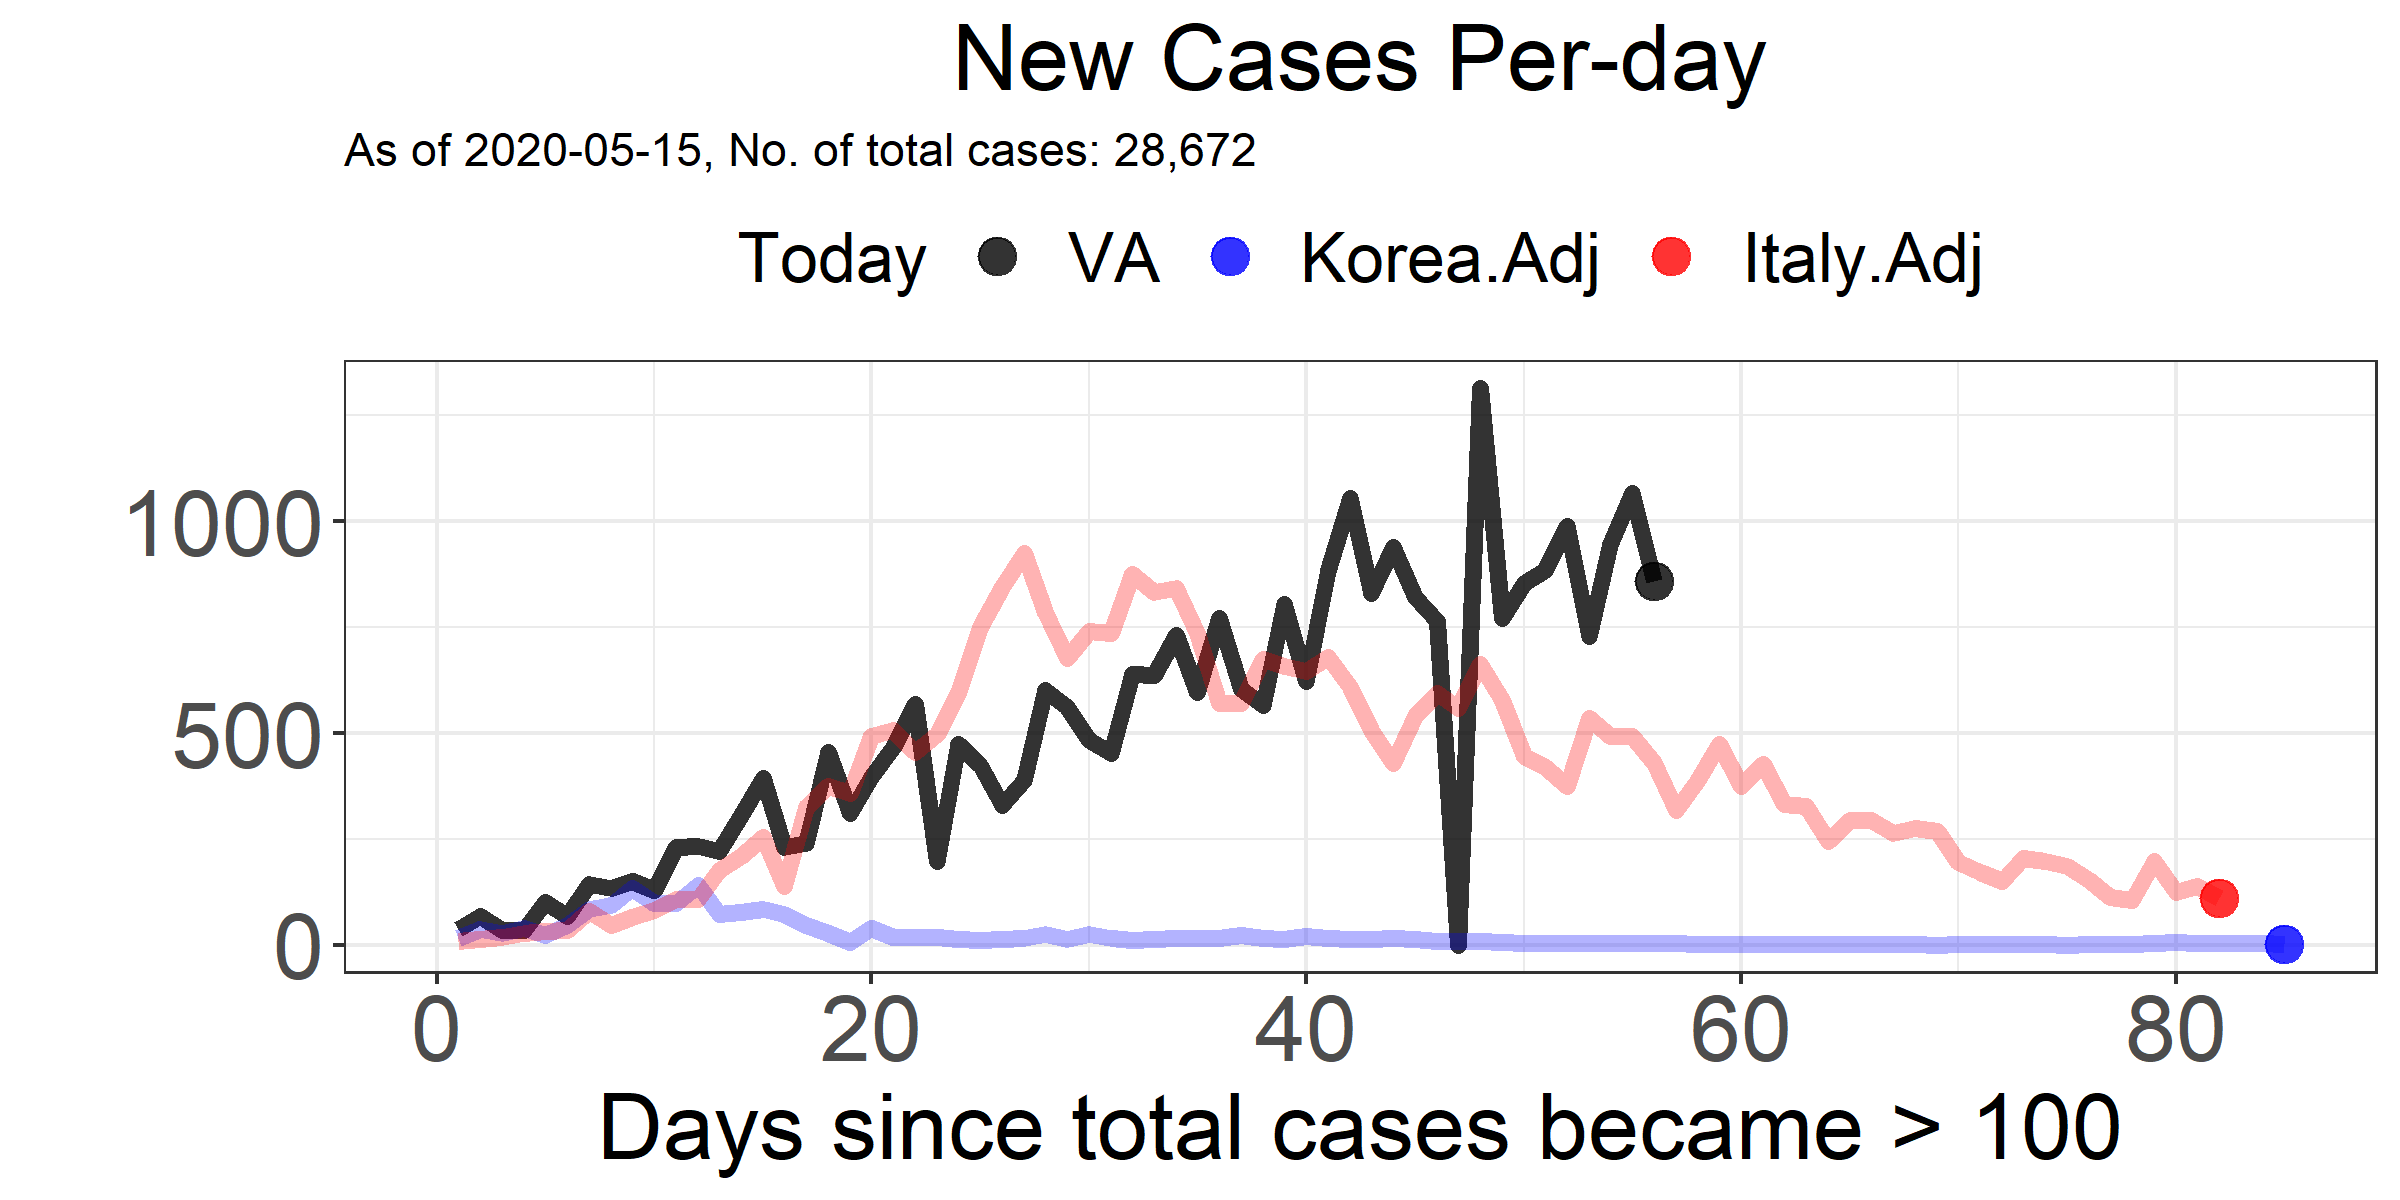 New Cases Per-day
As of 2020-05-15, No. of total cases: 28,672
Today VA Korea.Adj Italy.Adj
1000
500
0
0 20 40 60 80
Days since total cases became > 100